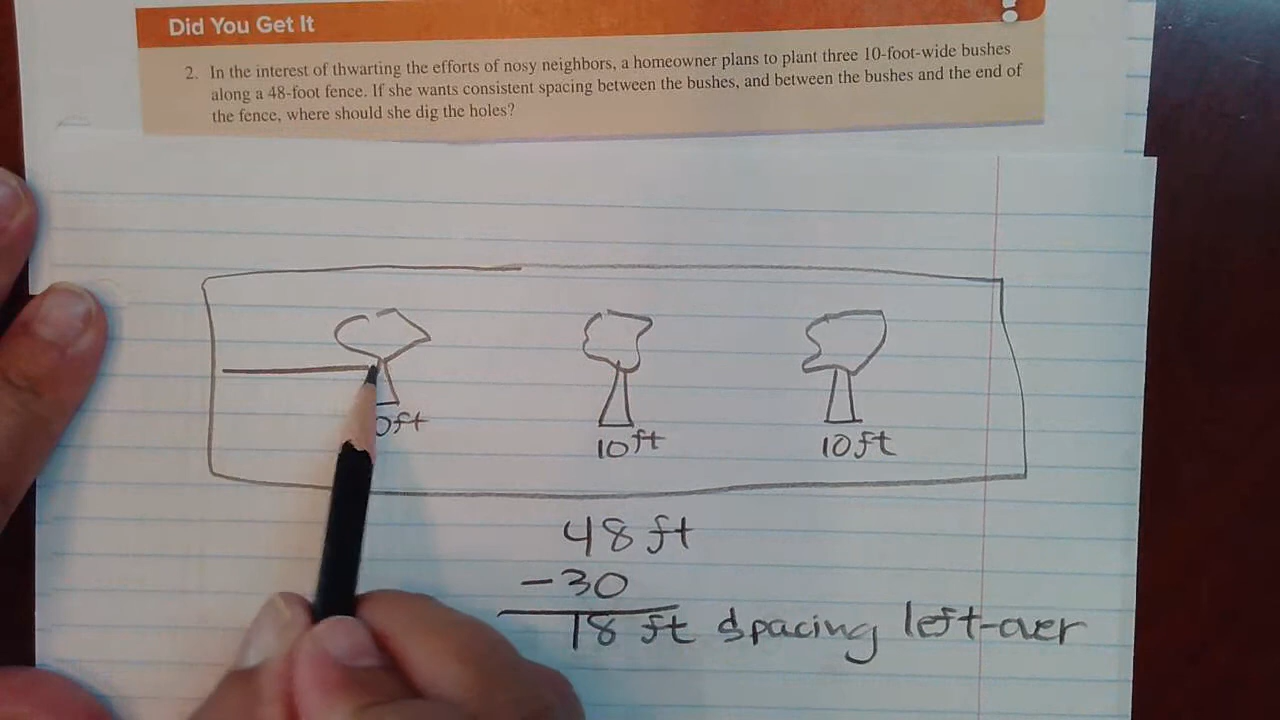 Did You Get It
2. In the interest of thwarting the efforts of nosy neighbors, a homeowner plans to plant three 10-foot-wide bushes
along a 48-foot fence. If she wants consistent spacing between the bushes, and between the bushes and the end of
the fence, where should she dig the holes?
0ft
10ft
10ft
48 ft
-30
18 ft spacing left-over